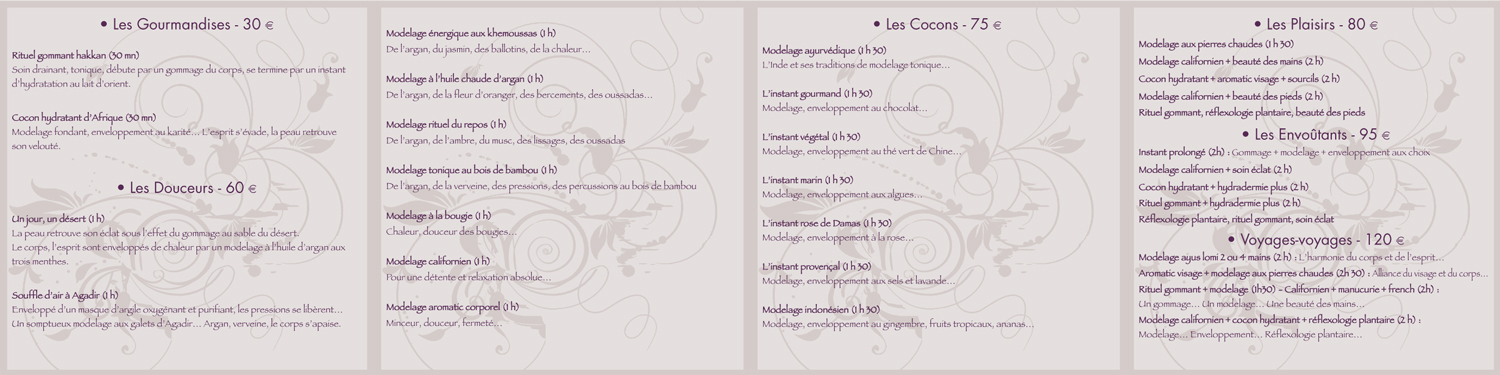 • Les Gourmandises - 30 €
Rituel gommant hakkan (30 mn)
Soin drainant, tonique, débute par un gommage du corps, se termine par un instant
d'hydratation au lait d'orient.
Cocon hydratant d'Afrique (30 mn)
Modelage fondant, enveloppement au karité… L'esprit s'évade, la peau retrouve
son velouté.
• Les Douceurs - 60 €
Un jour, un désert (1 h)
La peau retrouve son éclat sous l'effet du gommage au sable du désert.
Le corps, l'esprit sont enveloppés de chaleur par un modelage à l'huile d'argan aux
trois menthes.
Souffle d'air à Agadir (1 h)
Enveloppé d'un masque d'argile oxygénant et purifiant, les pressions se libèrent…
Un somptueux modelage aux galets d'Agadir… Argan, verveine, le corps s'apaise.
Modelage énergique aux khemoussas (1 h)
De l'argan, du jasmin, des ballotins, de la chaleur…
Modelage à l'huile chaude d'argan (1 h)
De l'argan, de la fleur d'oranger, des bercements, des oussadas…
Modelage rituel du repos (1 h)
De l'argan, de l'ambre, du musc, des lissages, des oussadas
Modelage tonique au bois de bambou (1 h)
De l'argan, de la verveine, des pressions, des percussions au bois de bambou
Modelage à la bougie (1 h)
Chaleur, douceur des bougies…
Modelage californien (1 h)
Pour une détente et relaxation absolue…
Modelage aromatic corporel (1 h)
Minceur, douceur, fermeté…
• Les Cocons - 75 €
Modelage ayurvédique (1 h 30)
L'Inde et ses traditions de modelage tonique…
L'instant gourmand (1 h 30)
Modelage, enveloppement au chocolat…
L'instant végétal (1 h 30)
Modelage, enveloppement au thé vert de Chine…
L'instant marin (1 h 30)
Modelage, enveloppement aux algues…
L'instant rose de Damas (1 h 30)
Modelage, enveloppement à la rose…
L'instant provençal (1 h 30)
Modelage, enveloppement aux sels et lavande…
Modelage indonésien (1 h 30)
Modelage, enveloppement au gingembre, fruits tropicaux, ananas…
• Les Plaisirs - 80 €
Modelage aux pierres chaudes (1 h 30)
Modelage californien + beauté des mains (2 h)
Cocon hydratant + aromatic visage + sourcils (2 h)
Modelage californien + beauté des pieds (2 h)
Rituel gommant, réflexologie plantaire, beauté des pieds
• Les Envoûtants - 95 €
Instant prolongé (2h) : Gommage + modelage + enveloppement aux choix
Modelage californien + soin éclat (2 h)
Cocon hydratant + hydradermie plus (2 h)
Rituel gommant + hydradermie plus (2 h)
Réflexologie plantaire, rituel gommant, soin éclat
• Voyages-voyages - 120 €
Modelage ayus lomi 2 ou 4 mains (2 h) : L'harmonie du corps et de l'esprit…
Aromatic visage + modelage aux pierres chaudes (2h 30) : Alliance du visage et du corps…
Rituel gommant + modelage (1h30) - Californien + manucurie + french (2h) :
Un gommage… Un modelage… Une beauté des mains…
Modelage californien + cocon hydratant + réflexologie plantaire (2 h) :
Modelage… Enveloppement… Réflexologie plantaire…